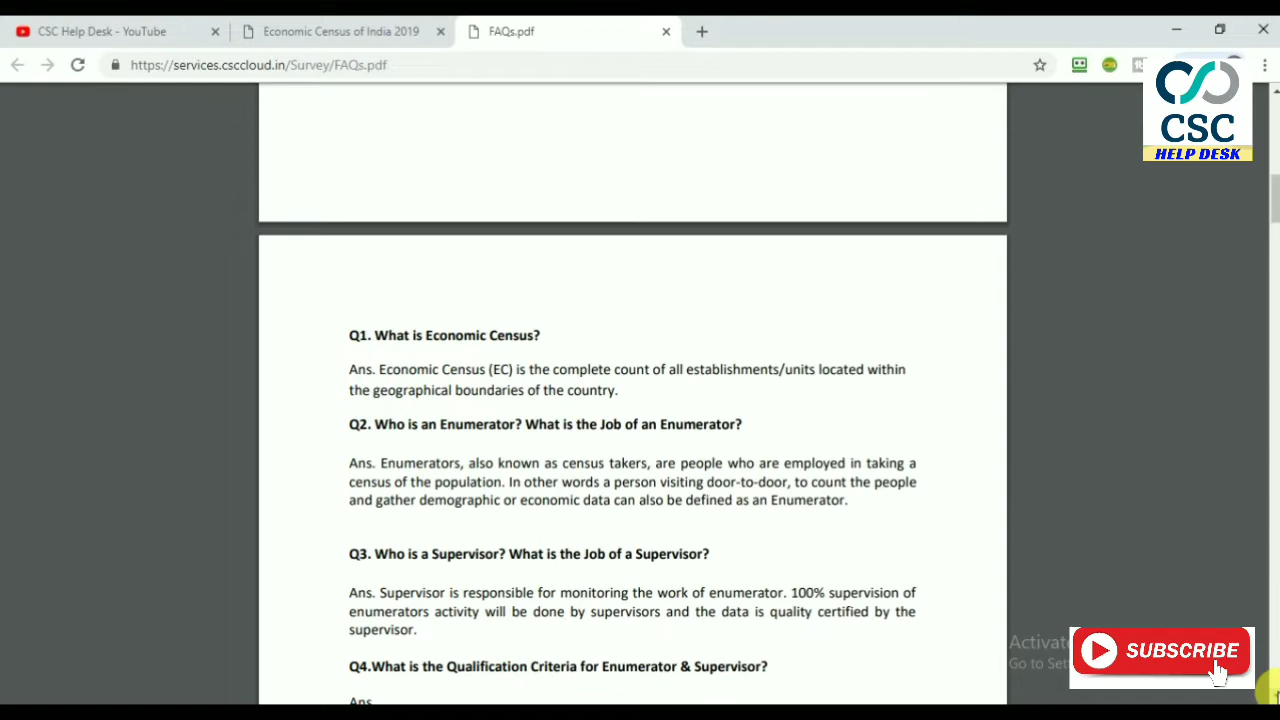 CSC Help Desk - YouTube
Economic Census of India 2019
FAQs.pdf
https://services.csccloud.in/Survey/FAQs.pdf
CSC
HELP DESK
Q1. What is Economic Census?
Ans. Economic Census (EC) is the complete count of all establishments/units located within
the geographical boundaries of the country.
Q2. Who is an Enumerator? What is the Job of an Enumerator?
Ans. Enumerators, also known as census takers, are people who are employed in taking a
census of the population. In other words a person visiting door-to-door, to count the people
and gather demographic or economic data can also be defined as an Enumerator.
Q3. Who is a Supervisor? What is the Job of a Supervisor?
Ans. Supervisor is responsible for monitoring the work of enumerator. 100% supervision of
enumerators activity will be done by supervisors and the data is quality certified by the
supervisor.
Q4.What is the Qualification Criteria for Enumerator & Supervisor?
Ans.
Activate
Go to Set
SUBSCRIBE